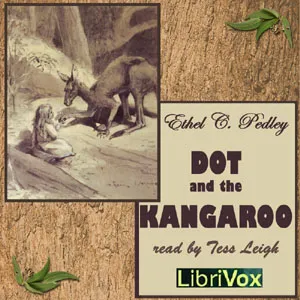 Ethel C. Pedley
DOT
and the
KANGAROO
read by Tess Leigh
LibriVox